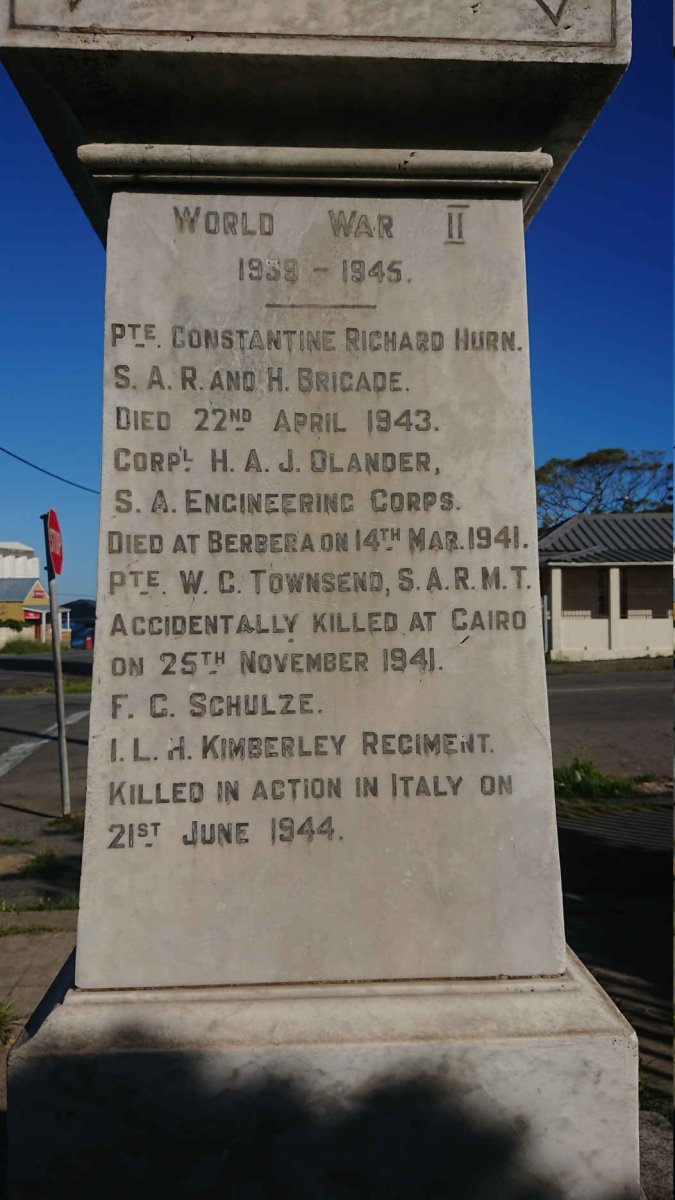 WORLD WAR II
1939 - 1945.
PTE. CONSTANTINE RICHARD HURN.
S. A. R. AND H. BRIGADE.
DIED 22ND APRIL 1943.
CORPL. H. A. J. OLANDER,
S. A. ENGINEERING CORPS.
DIED AT BERBERA.ON 14TH MAR.1941.
PTE. W. C. TOWNSEND, S.A.R.M.T.
ACCIDENTALLY KILLED AT CAIRO
ON 25TH NOVEMBER 1941.
F. C. SCHULZE.
I. L. H. KIMBERLEY REGIMENT.
KILLED IN ACTION IN ITALY ON
21ST JUNE 1944.
STOP